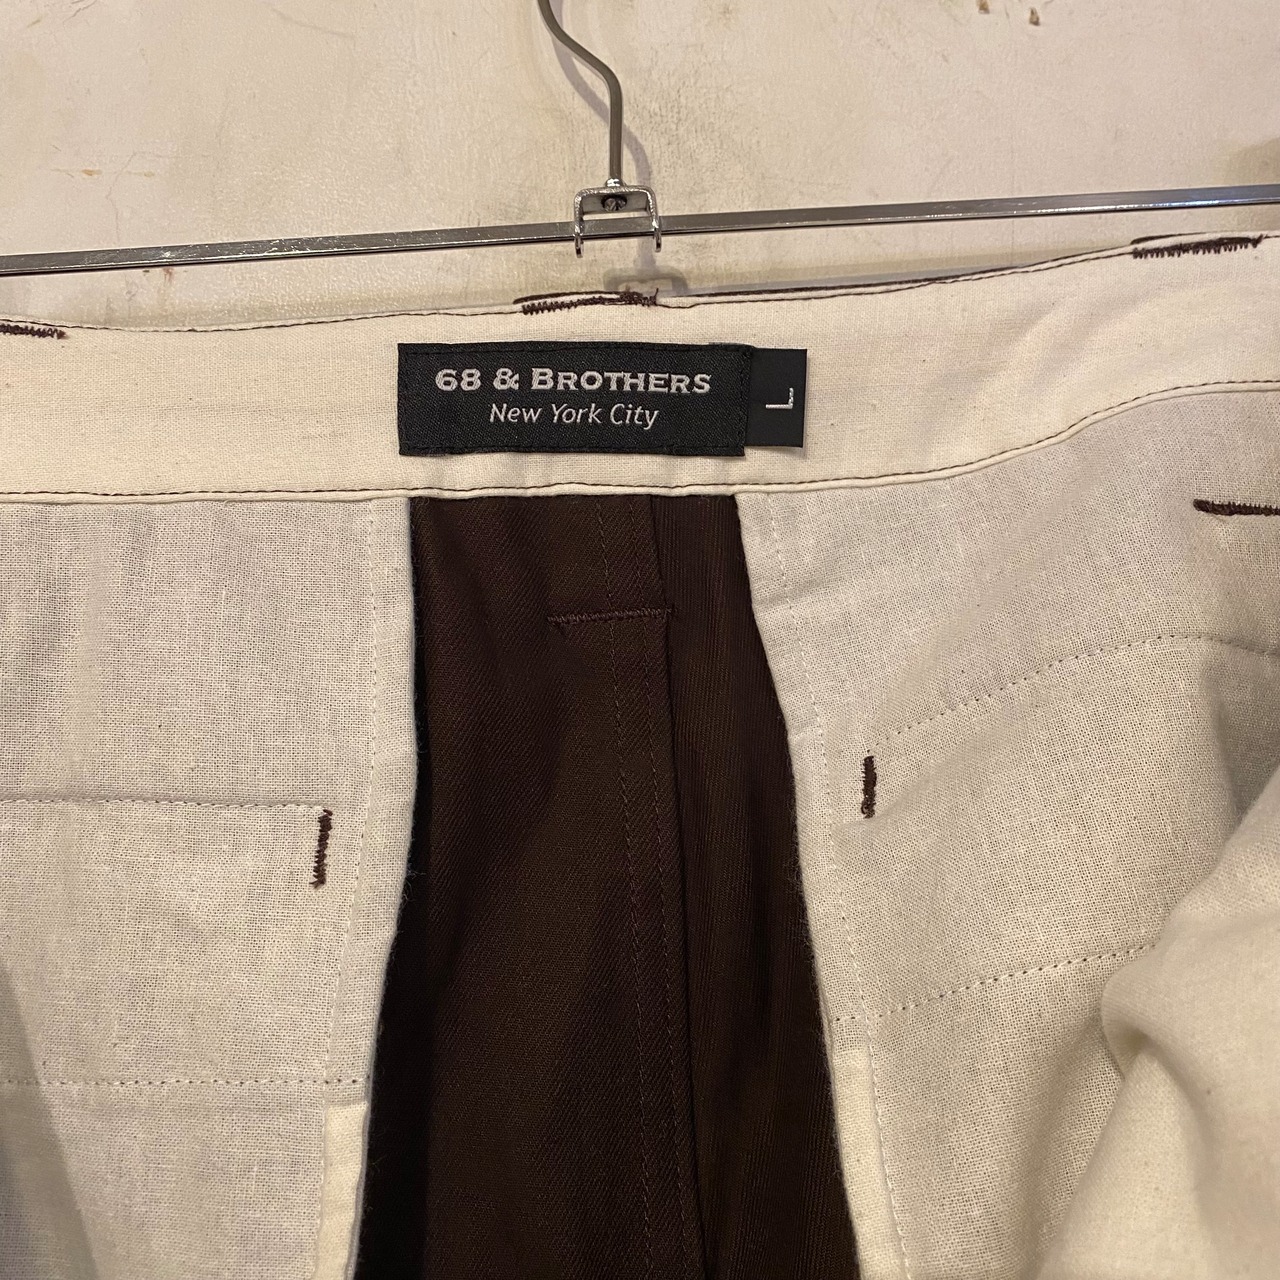 68 & BROTHERS
New York City
L